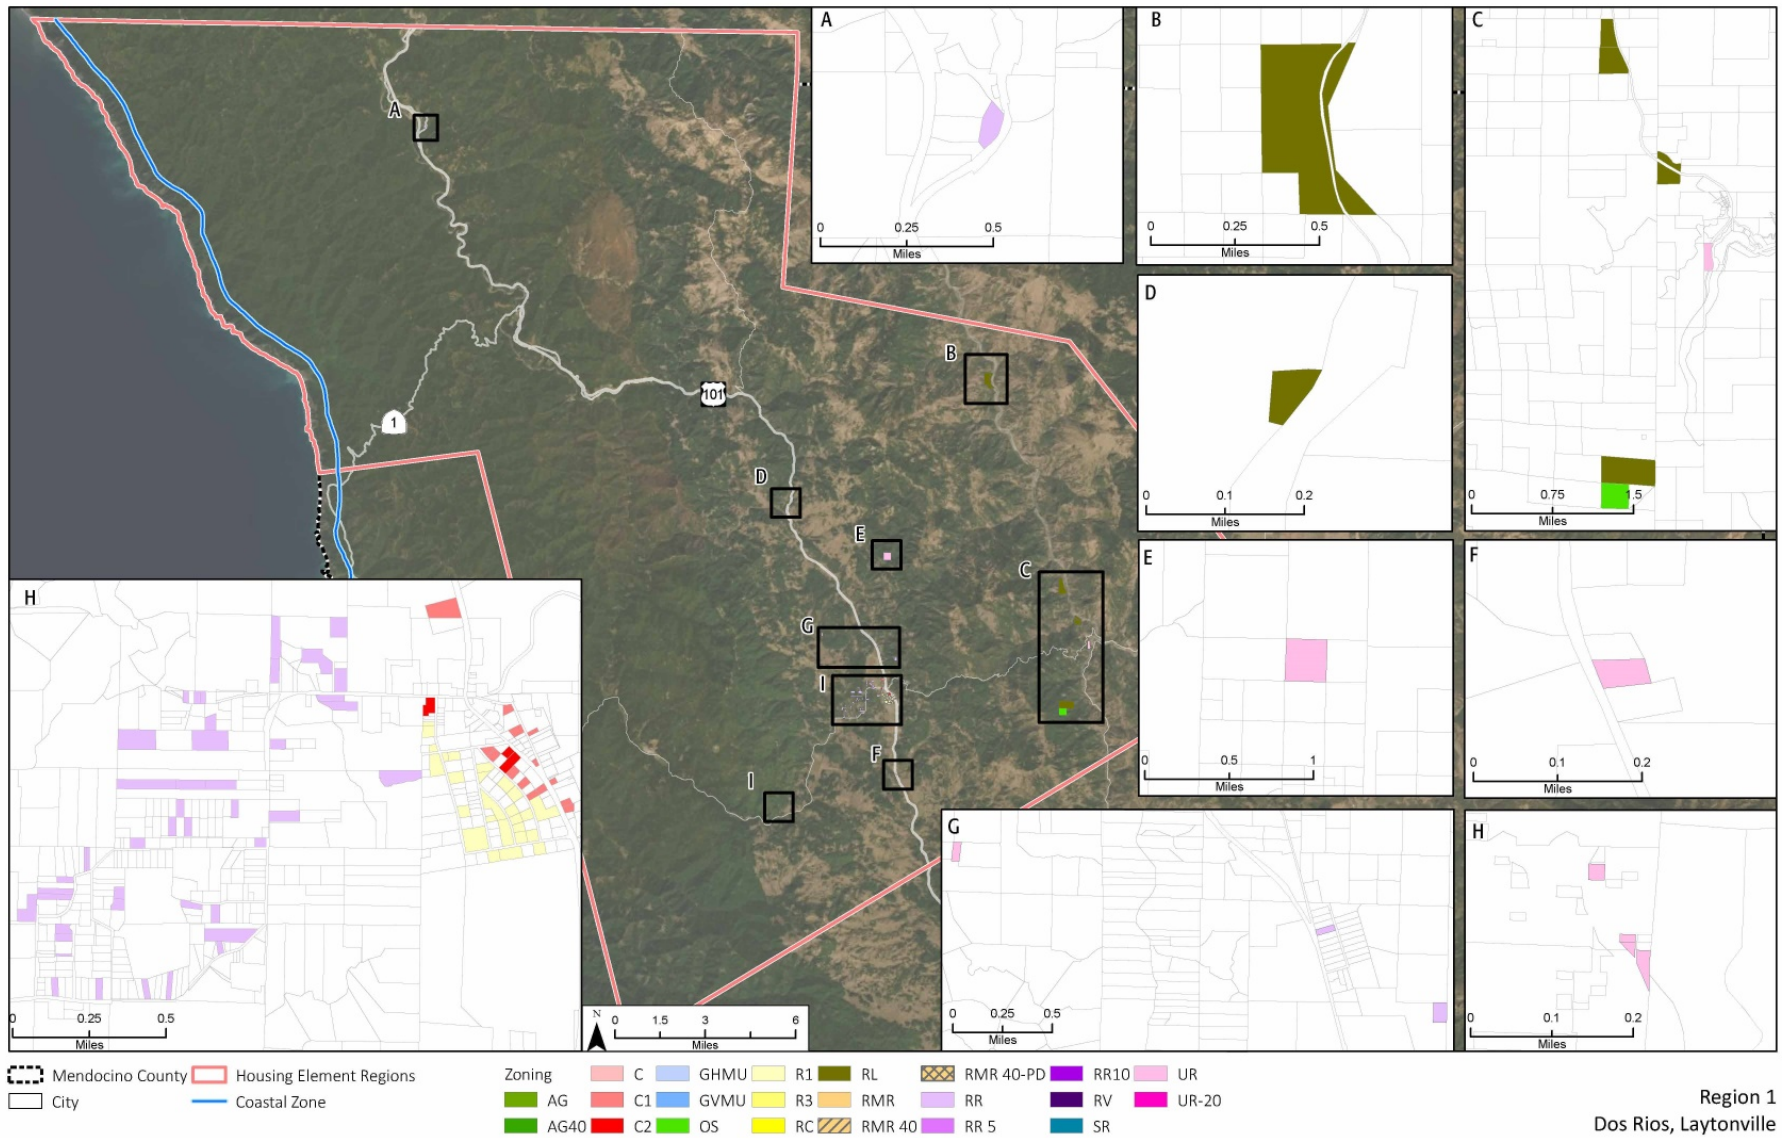 A
B
C
A
0 0.25 0.5
Miles
0 0.25 0.5
Miles
D
B
101
1
0 0.75 1.5
Miles
0 0.1 0.2
Miles
D
E
C
E
F
G
H
I
0 0.5 1
Miles
0 0.1 0.2
Miles
F
I
G
H
0 0.25 0.5
Miles
N
0 1.5 3 6
Miles
0 0.25 0.5
Miles
0 0.1 0.2
Miles
Mendocino County
City
Housing Element Regions
Coastal Zone
Zoning
AG
AG40
C
C1
C2
GHMU
GVMU
OS
R1
R3
RC
RL
RMR
RMR 40
RMR 40-PD
RR
RR 5
RR10
RV
SR
UR
UR-20
Region 1
Dos Rios, Laytonville